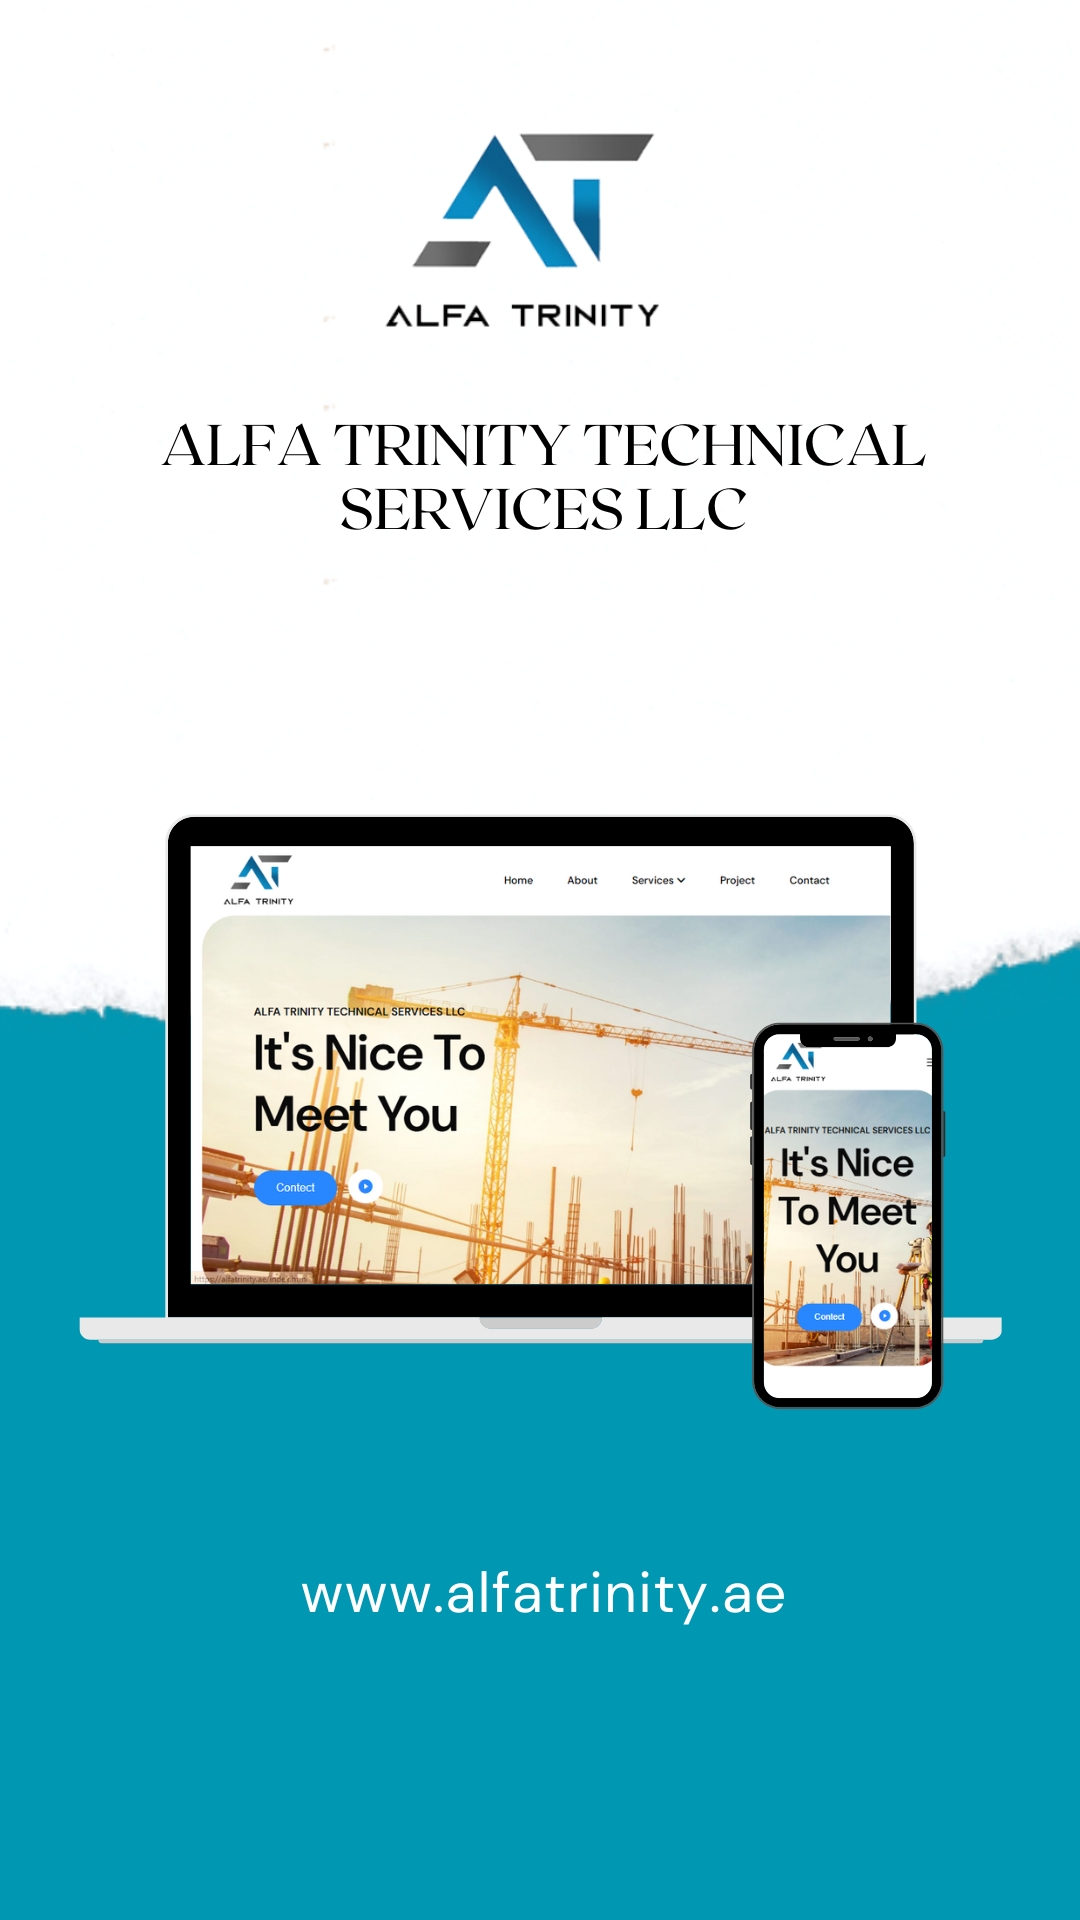 ALFA TRINITY
ALFA TRINITY TECHNICAL
SERVICES LLC
ALFA TRINITY
Home
About
Services
Project
Contact
ALFA TRINITY TECHNICAL SERVICES LLC
It's Nice To
Meet You
Contect
ALFA TRINITY
ALFA TRINITY TECHNICAL SERVICES LLC
It's Nice
To Meet
You
Contect
www.alfatrinity.ae